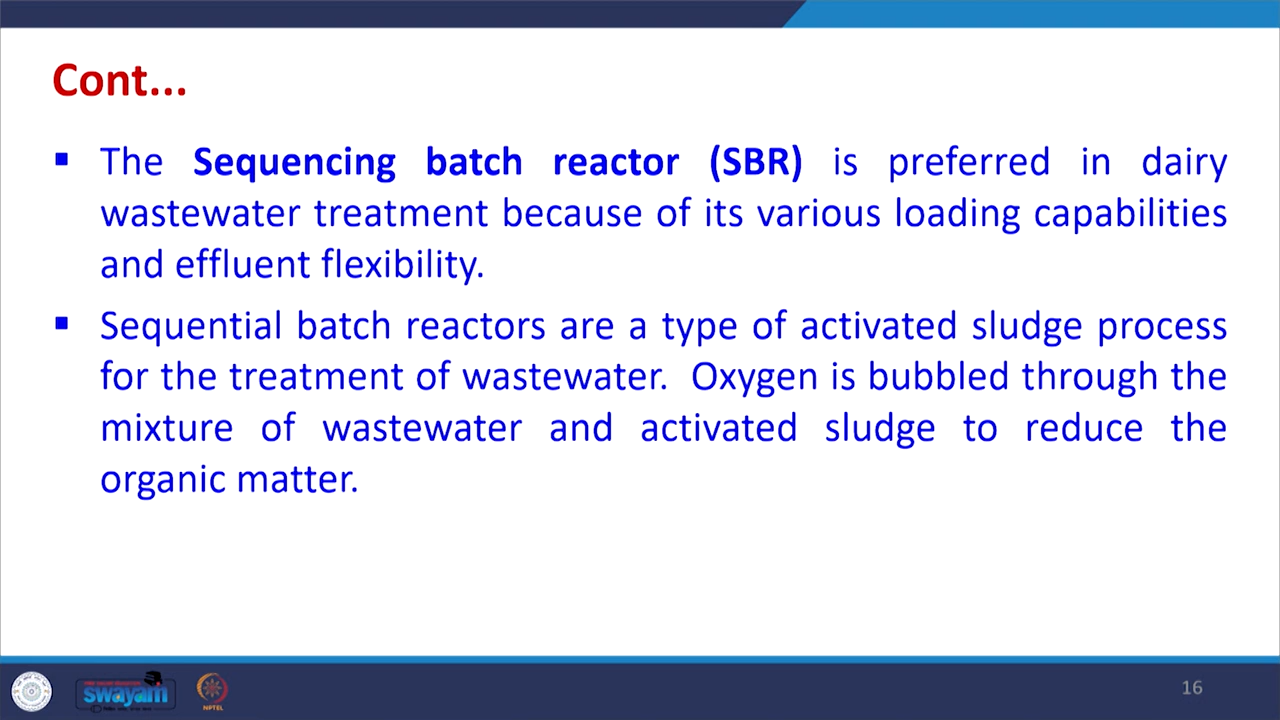 Cont...
▪ The Sequencing batch reactor (SBR) is preferred in dairy
wastewater treatment because of its various loading capabilities
and effluent flexibility.
▪ Sequential batch reactors are a type of activated sludge process
for the treatment of wastewater. Oxygen is bubbled through the
mixture of wastewater and activated sludge to reduce the
organic matter.
swayam
NPTEL
16